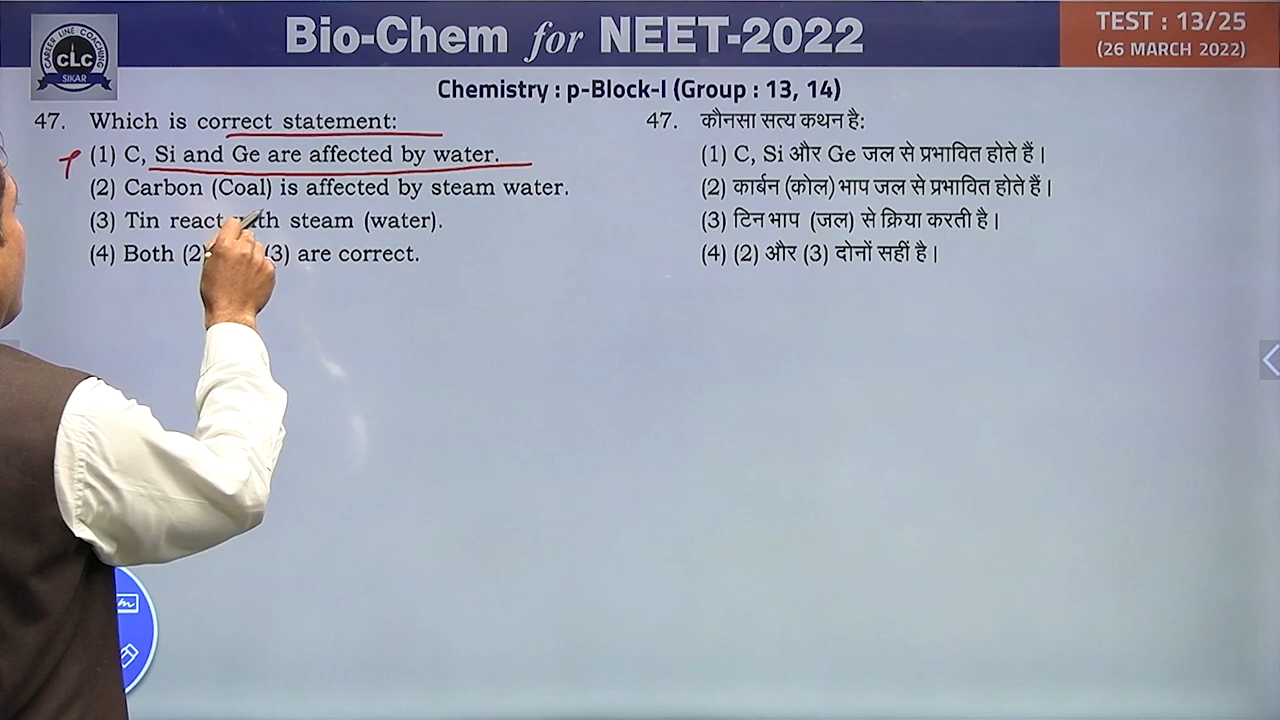 CAREER LINE COACHING
CLC
SIKAR
Bio-Chem for NEET-2022
TEST : 13/25
(26 MARCH 2022)
Chemistry : p-Block-I (Group : 13, 14)
47. Which is correct statement:
(1) C, Si and Ge are affected by water.
(2) Carbon (Coal) is affected by steam water.
(3) Tin react with steam (water).
(4) Both (2) (3) are correct.
47. कौनसा सत्य कथन है:
(1) C, Si और Ge जल से प्रभावित होते हैं।
(2) कार्बन (कोल) भाप जल से प्रभावित होते हैं।
(3) टिन भाप (जल) से क्रिया करती है।
(4) (2) और (3) दोनों सहीं है।